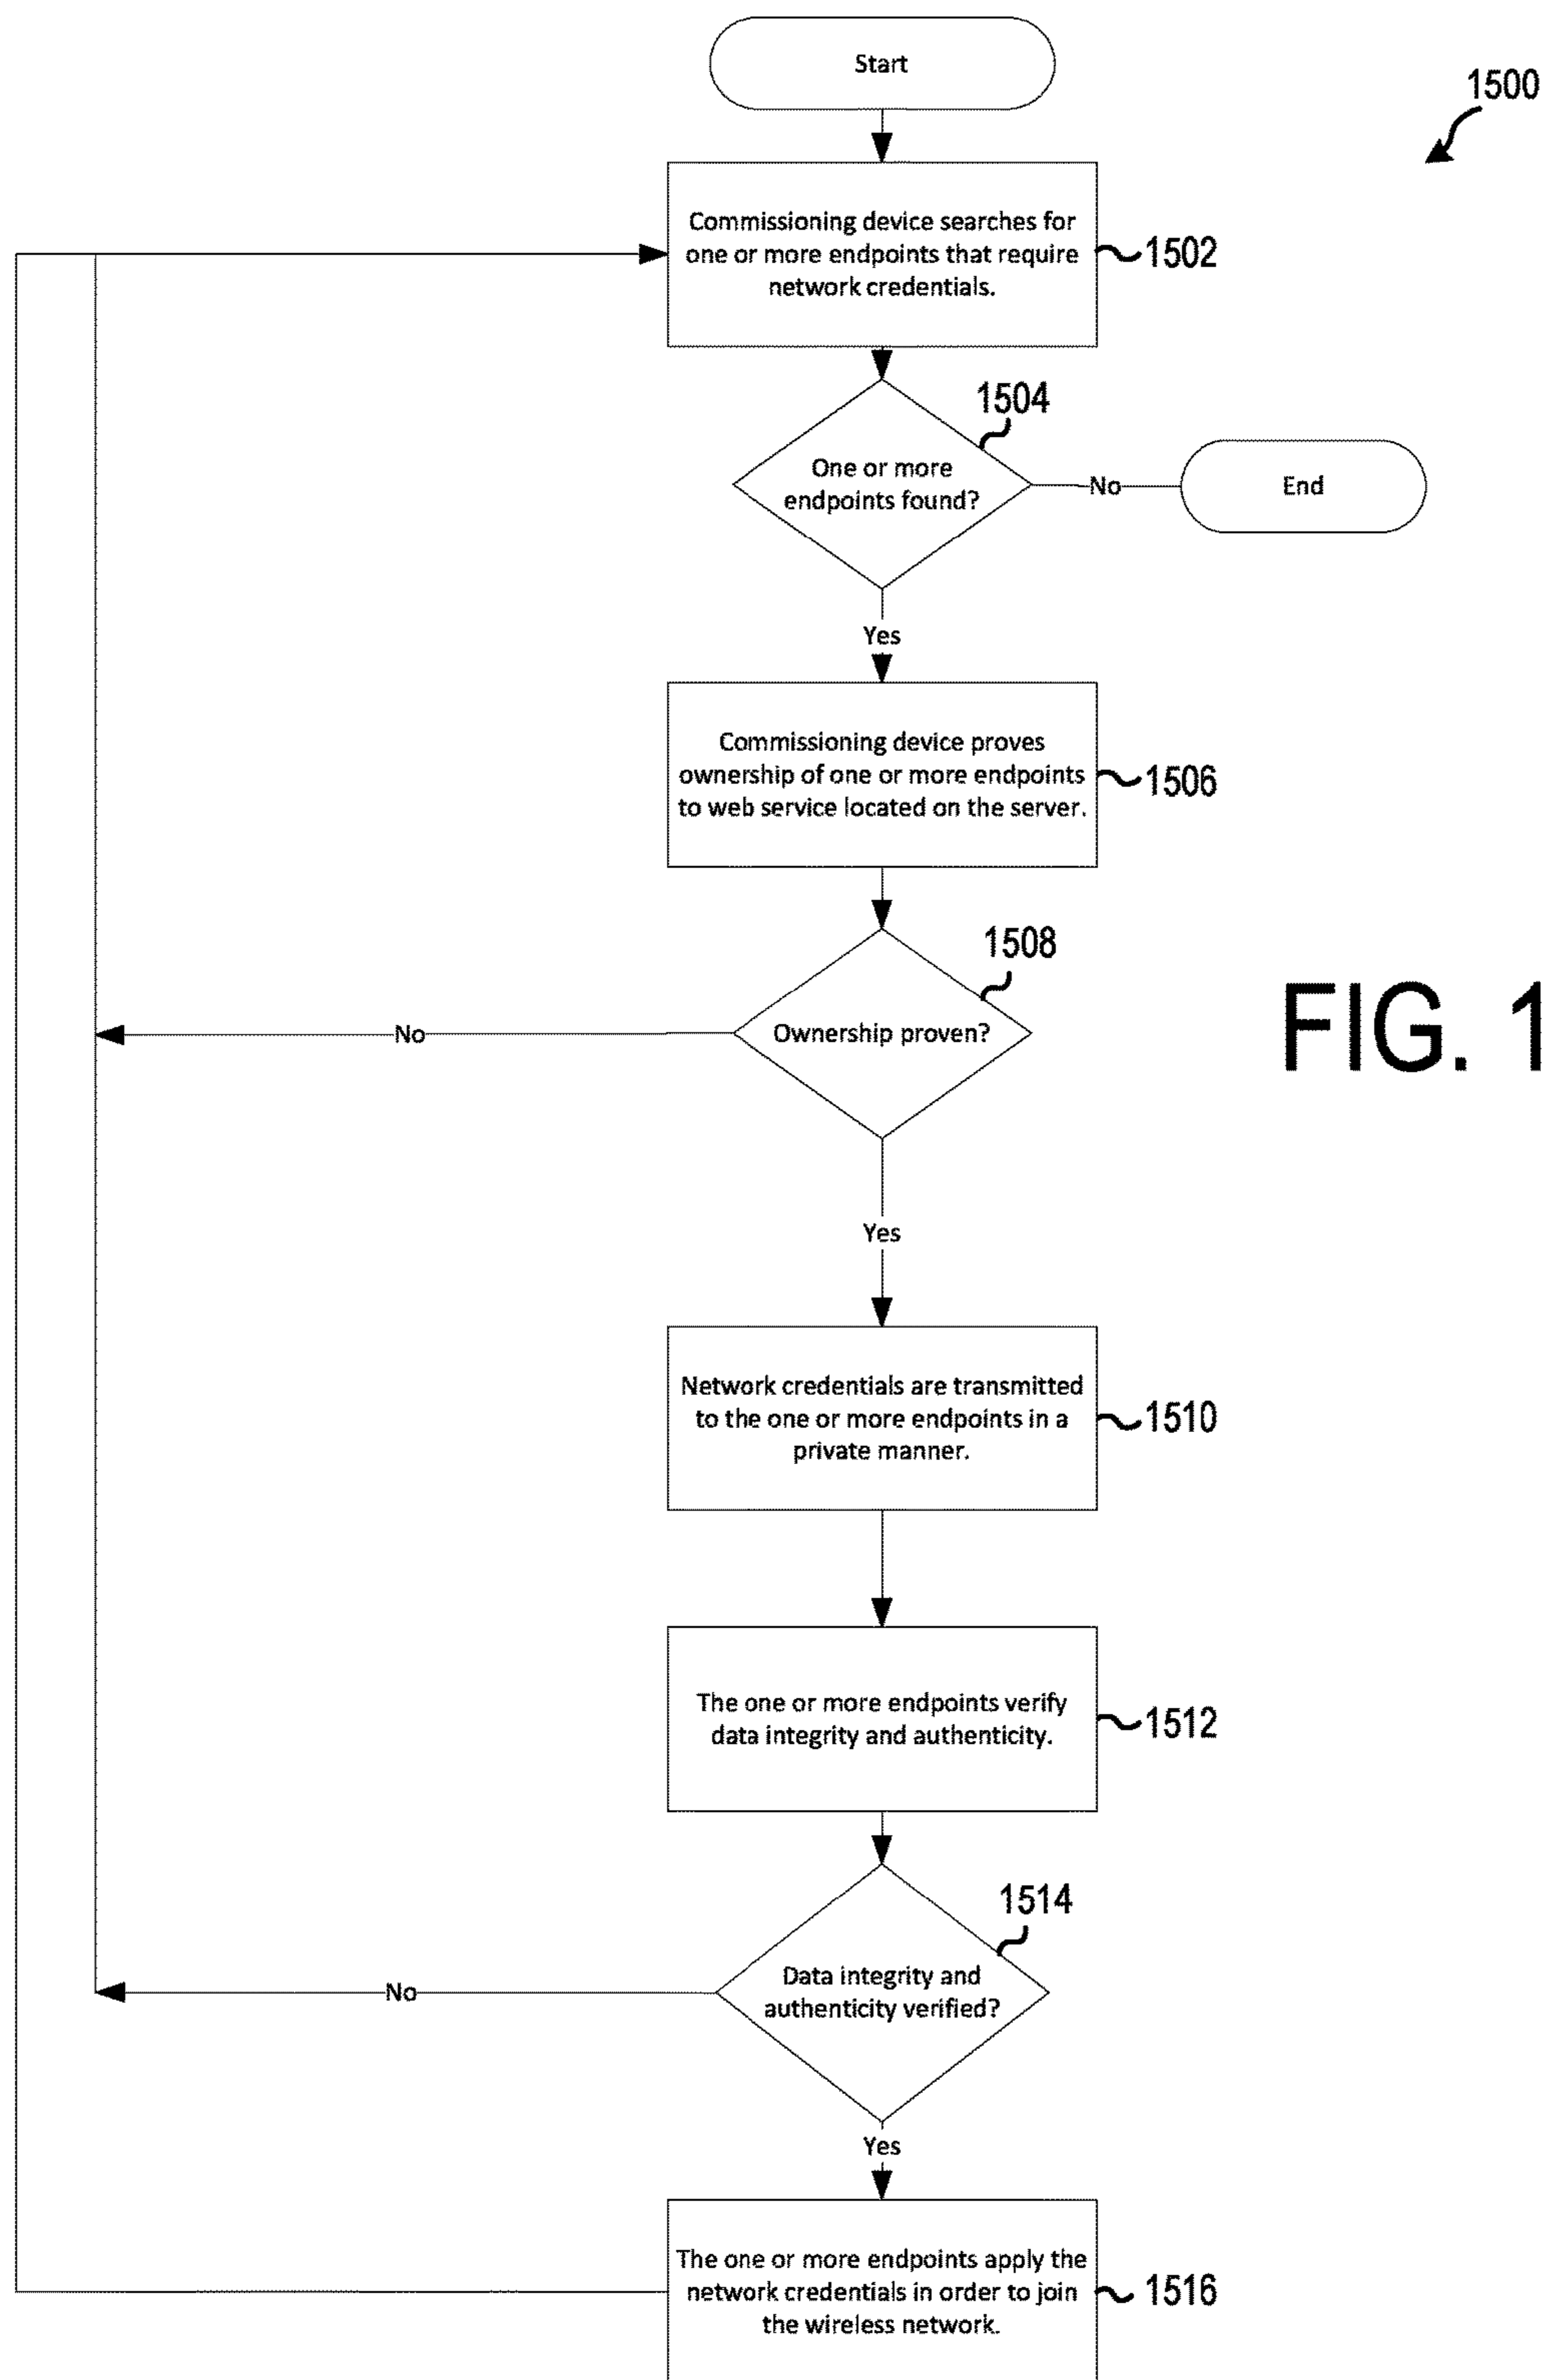 Start
1500
Commissioning device searches for
one or more endpoints that require
network credentials.
1502
1504
One or more
endpoints found?
No
End
Yes
Commissioning device proves
ownership of one or more endpoints
to web service located on the server.
1506
1508
Ownership proven?
No
FIG. 1
Yes
Network credentials are transmitted
to the one or more endpoints in a
private manner.
1510
The one or more endpoints verify
data integrity and authenticity.
1512
1514
Data integrity and
authenticity verified?
No
Yes
The one or more endpoints apply the
network credentials in order to join
the wireless network.
1516